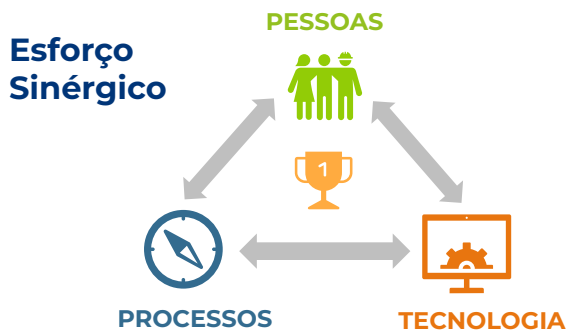 PESSOAS
Esforço
Sinérgico
1
PROCESSOS
TECNOLOGIA